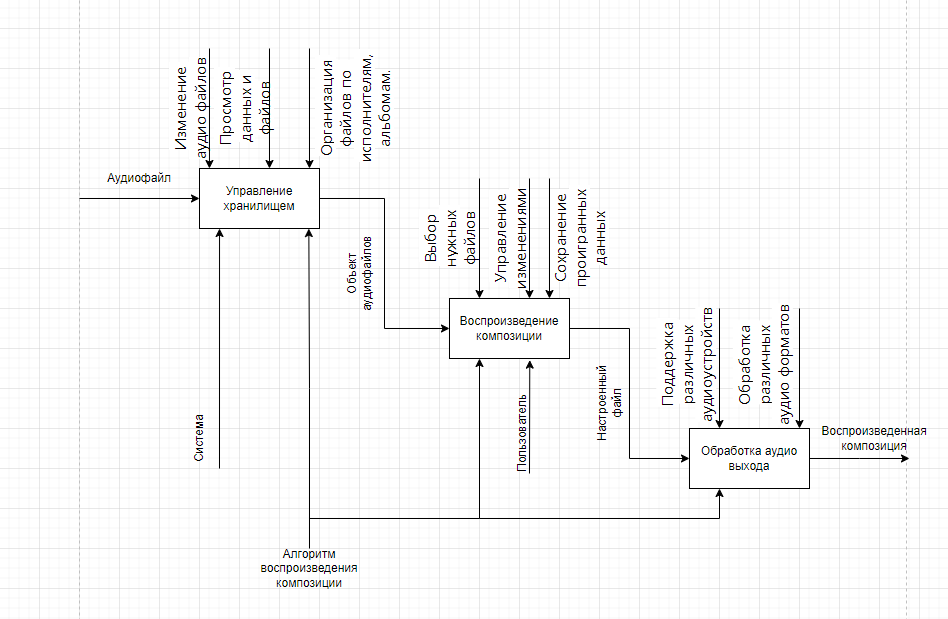 Изменение
аудио файлов
Просмотр
данных и
файлов
Организация
файлов по
исполнителям,
альбомам.
Аудиофайл
Управление
хранилищем
Объект
аудиофайлов
Выбор
нужных
файлов
Управление
изменениями
Сохранение
проигранных
данных
Воспроизведение
композиции
Поддержка
различных
аудиоустройств
Обработка
различных
аудио форматов
Система
Пользователь
Настроенный
файл
Обработка аудио
выхода
Воспроизведенная
композиция
Алгоритм
воспроизведения
композиции